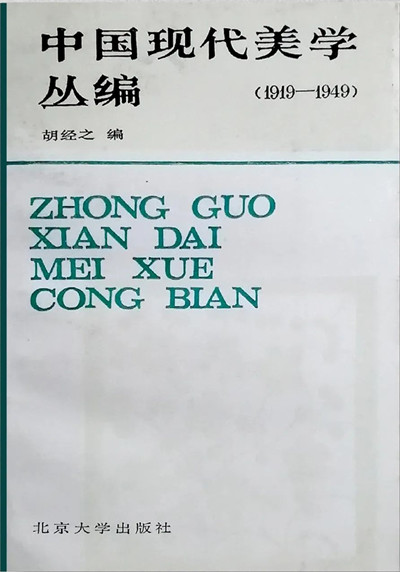 中国现代美学
丛编
(1919—1949)
胡经之 编
ZHONG GUO
XIAN DAI
MEI XUE
CONG BIAN
北京大学出版社